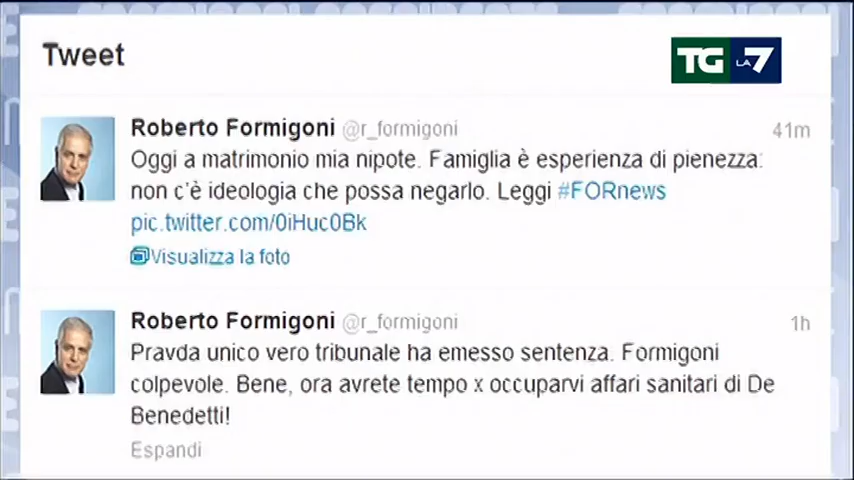 Tweet
TG LA 7
Roberto Formigoni @r_formigoni 41m
Oggi a matrimonio mia nipote. Famiglia è esperienza di pienezza:
non c'è ideologia che possa negarlo. Leggi #FORnews
pic.twitter.com/0iHuc0Bk
Visualizza la foto
Roberto Formigoni @r_formigoni 1h
Pravda unico vero tribunale ha emesso sentenza. Formigoni
colpevole. Bene, ora avrete tempo x occuparvi affari sanitari di De
Benedetti!
Espandi